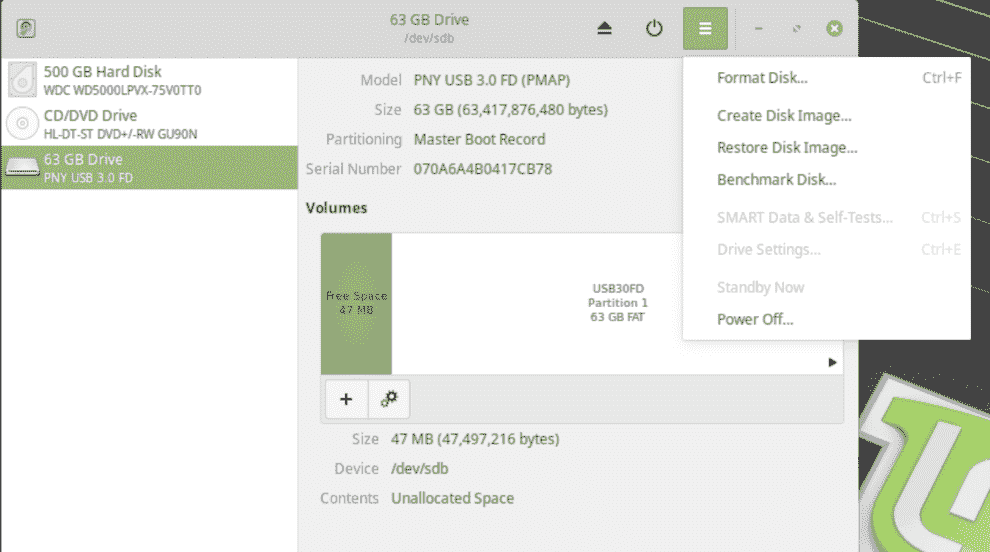 63 GB Drive
/dev/sdb
500 GB Hard Disk
WDC WD5000LPVX-75V0TT0
CD/DVD Drive
HL-DT-ST DVD+/-RW GU90N
63 GB Drive
PNY USB 3.0 FD
Model PNY USB 3.0 FD (PMAP)
Size 63 GB (63,417,876,480 bytes)
Partitioning Master Boot Record
Serial Number 070A6A4B0417CB78
Volumes
Free Space
47 MB
USB30FD
Partition 1
63 GB FAT
Size 47 MB (47,497,216 bytes)
Device /dev/sdb
Contents Unallocated Space
Format Disk... Ctrl+F
Create Disk Image...
Restore Disk Image...
Benchmark Disk...
SMART Data & Self-Tests... Ctrl+S
Drive Settings... Ctrl+E
Standby Now
Power Off...